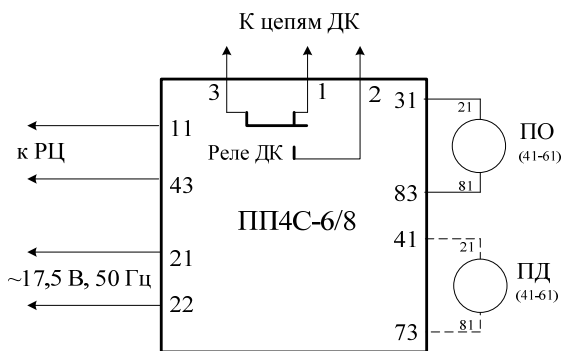 К цепям ДК
3 1 2 31
21
ПО
(41-61)
11
к РЦ
Реле ДК
43
81
83
ПП4С-6/8
41
21
21
ПД
(41-61)
~17,5 В, 50 Гц
22
81
73